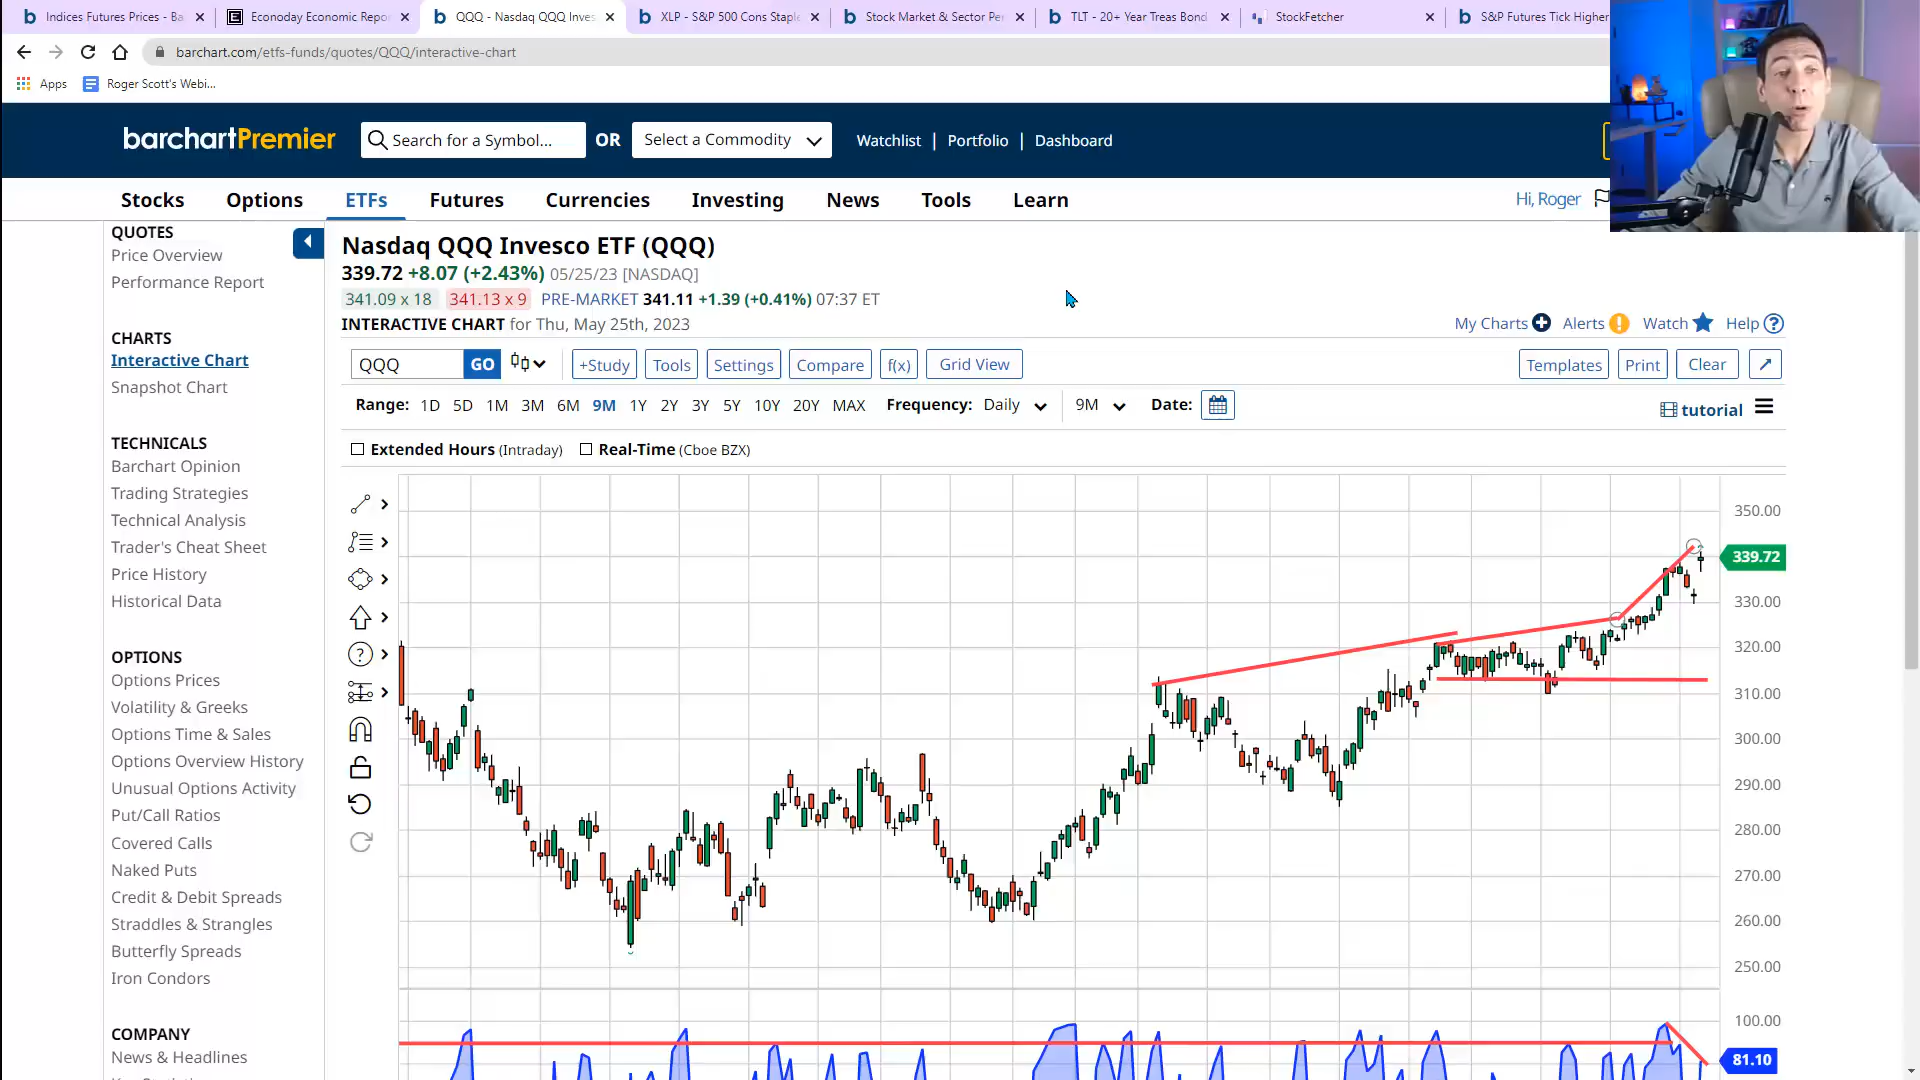 Indices Futures Prices - Ba
Econoday Economic Repo
QQQ - Nasdaq QQQ Inves
XLP - S&P 500 Cons Staple
Stock Market & Sector Pe
TLT - 20+ Year Treas Bond
StockFetcher
S&P Futures Tick Higher
barchart.com/etfs-funds/quotes/QQQ/interactive-chart
Apps
Roger Scott's Webi...
barchartPremier
Search for a Symbol...
OR
Select a Commodity
Watchlist | Portfolio | Dashboard
Stocks Options ETFs Futures Currencies Investing News Tools Learn
Hi, Roger
QUOTES
Price Overview
Performance Report
CHARTS
Interactive Chart
Snapshot Chart
TECHNICALS
Barchart Opinion
Trading Strategies
Technical Analysis
Trader's Cheat Sheet
Price History
Historical Data
OPTIONS
Options Prices
Volatility & Greeks
Options Time & Sales
Options Overview History
Unusual Options Activity
Put/Call Ratios
Covered Calls
Naked Puts
Credit & Debit Spreads
Straddles & Strangles
Butterfly Spreads
Iron Condors
COMPANY
News & Headlines
Nasdaq QQQ Invesco ETF (QQQ)
339.72 +8.07 (+2.43%) 05/25/23 [NASDAQ]
341.09 x 18 341.13 x 9 PRE-MARKET 341.11 +1.39 (+0.41%) 07:37 ET
INTERACTIVE CHART for Thu, May 25th, 2023
My Charts Alerts Watch Help
QQQ GO +Study Tools Settings Compare f(x) Grid View
Templates Print Clear
Range: 1D 5D 1M 3M 6M 9M 1Y 2Y 3Y 5Y 10Y 20Y MAX Frequency: Daily 9M Date:
tutorial
Extended Hours (Intraday) Real-Time (Cboe BZX)
350.00
339.72
330.00
320.00
310.00
300.00
290.00
280.00
270.00
260.00
250.00
100.00
81.10